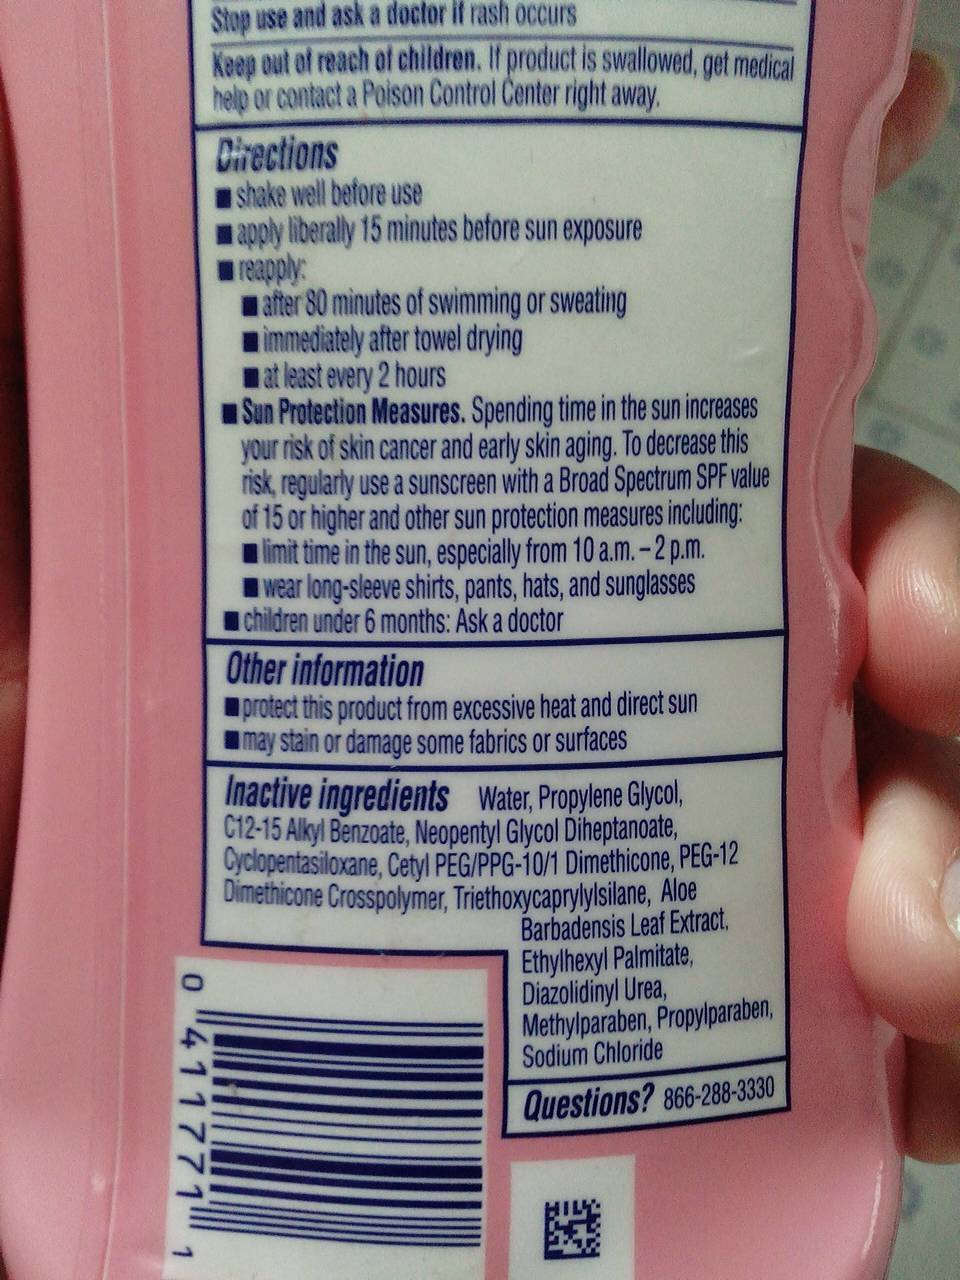 Stop use and ask a doctor if rash occurs
Keep out of reach of children. If product is swallowed, get medical
help or contact a Poison Control Center right away.
Directions
■ shake well before use
■ apply liberally 15 minutes before sun exposure
■ reapply:
■ after 80 minutes of swimming or sweating
■ immediately after towel drying
■ at least every 2 hours
■ Sun Protection Measures. Spending time in the sun increases
your risk of skin cancer and early skin aging. To decrease this
risk, regularly use a sunscreen with a Broad Spectrum SPF value
of 15 or higher and other sun protection measures including:
■ limit time in the sun, especially from 10 a.m. – 2 p.m.
■ wear long-sleeve shirts, pants, hats, and sunglasses
■ children under 6 months: Ask a doctor
Other information
■ protect this product from excessive heat and direct sun
■ may stain or damage some fabrics or surfaces
Inactive ingredients Water, Propylene Glycol,
C12-15 Alkyl Benzoate, Neopentyl Glycol Diheptanoate,
Cyclopentasiloxane, Cetyl PEG/PPG-10/1 Dimethicone, PEG-12
Dimethicone Crosspolymer, Triethoxycaprylylsilane, Aloe
Barbadensis Leaf Extract,
Ethylhexyl Palmitate,
Diazolidinyl Urea,
Methylparaben, Propylparaben,
Sodium Chloride
Questions? 866-288-3330
0 411771 1